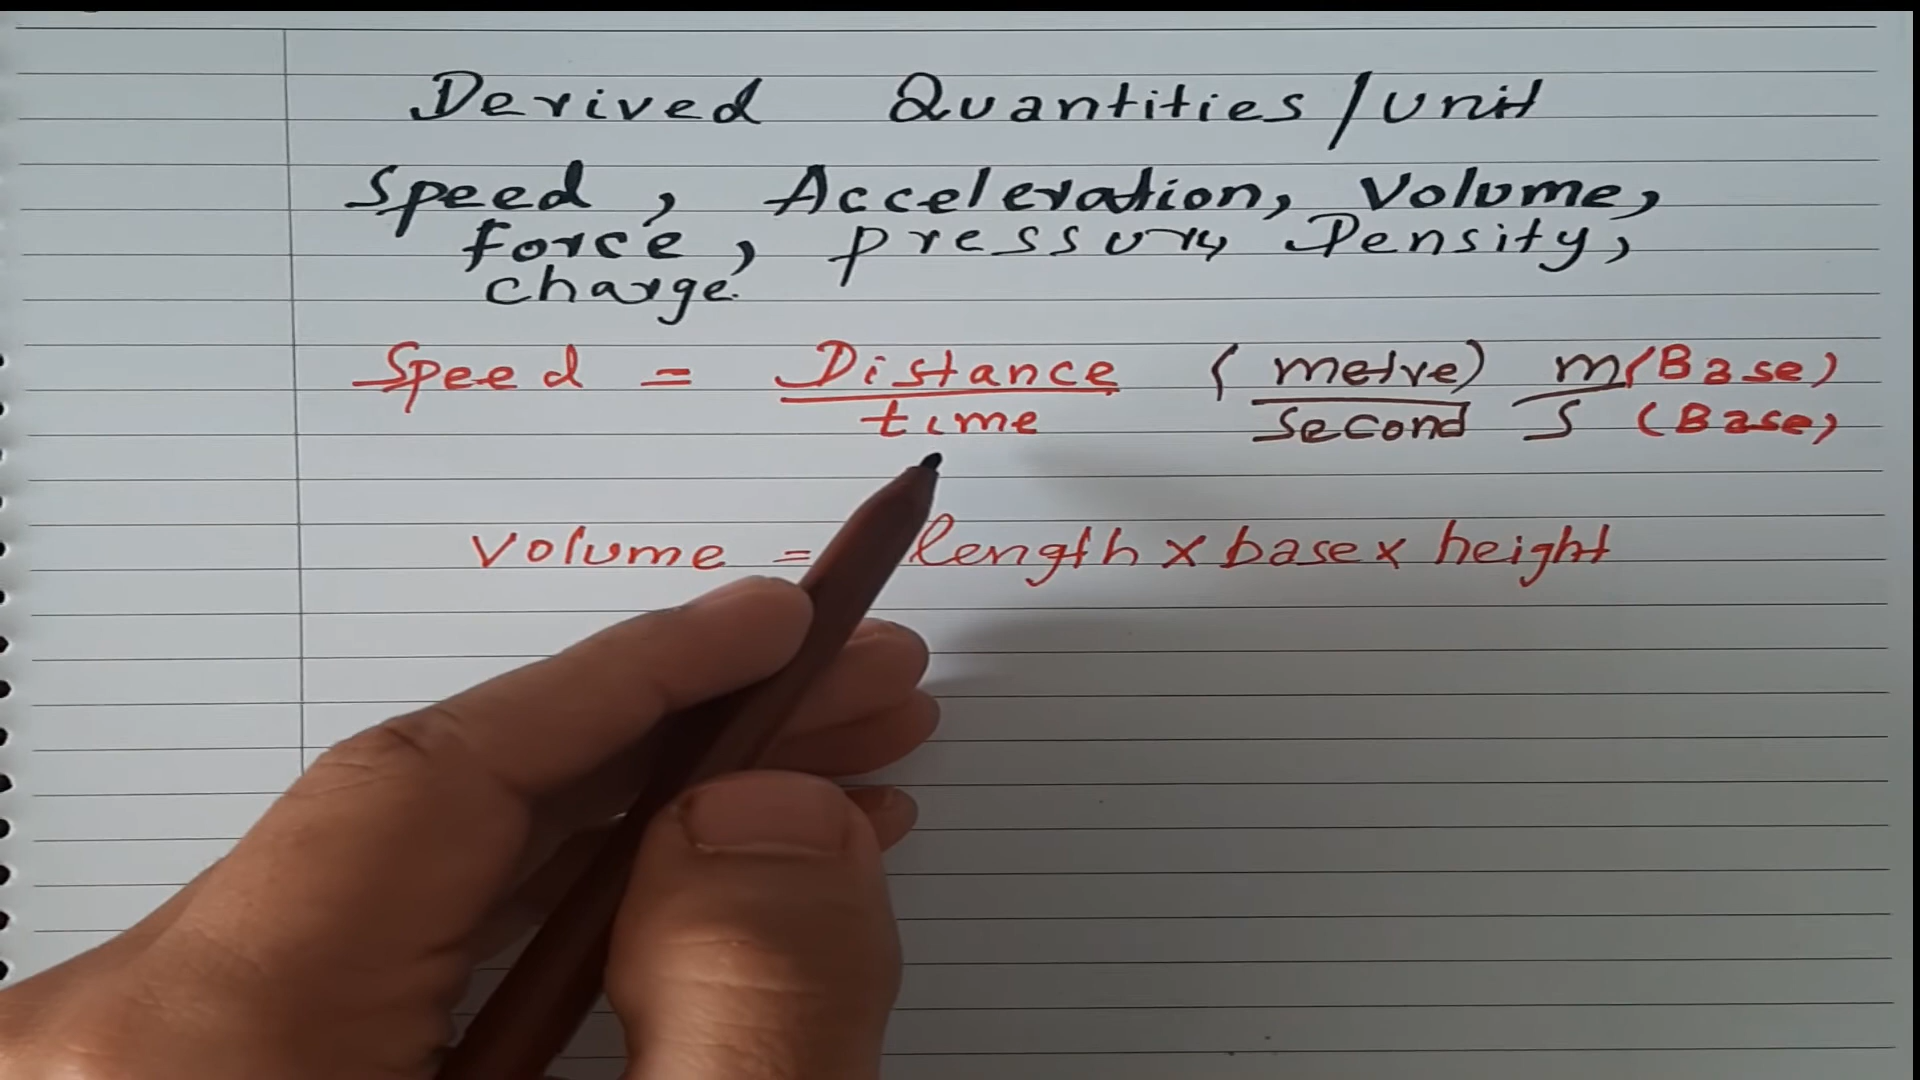 Derived Quantities/unit
Speed, Acceleration, Volume,
force, pressure, Density,
charge.
Speed = Distance/time (metre)/second m/s (Base) (Base)
Volume = length x base x height